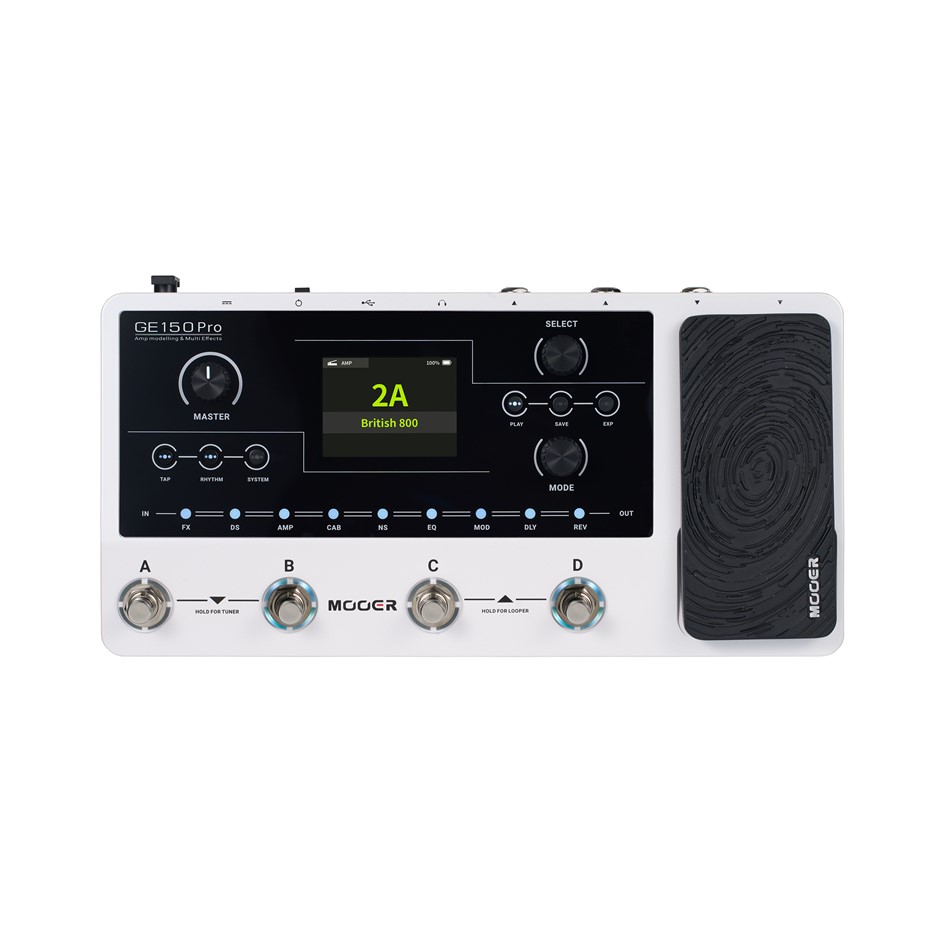 GE150 Pro
Amp modelling & Multi Effects
MASTER
TAP
RHYTHM
SYSTEM
AMP
100%
2A
British 800
SELECT
PLAY
SAVE
EXP
MODE
IN
FX
DS
AMP
CAB
NS
EQ
MOD
DLY
REV
OUT
A
B
C
D
HOLD FOR TUNER
MOOER
HOLD FOR LOOPER
MOOER